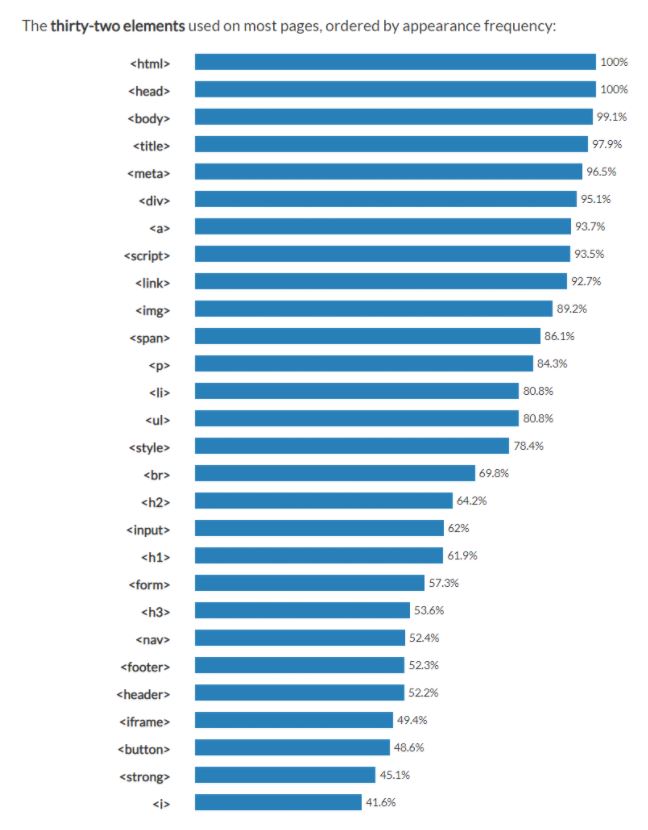 The thirty-two elements used on most pages, ordered by appearance frequency:
<html> 100%
<head> 100%
<body> 99.1%
<title> 97.9%
<meta> 96.5%
<div> 95.1%
<a> 93.7%
<script> 93.5%
<link> 92.7%
<img> 89.2%
<span> 86.1%
<p> 84.3%
<li> 80.8%
<ul> 80.8%
<style> 78.4%
<br> 69.8%
<h2> 64.2%
<input> 62%
<h1> 61.9%
<form> 57.3%
<h3> 53.6%
<nav> 52.4%
<footer> 52.3%
<header> 52.2%
<iframe> 49.4%
<button> 48.6%
<strong> 45.1%
<i> 41.6%